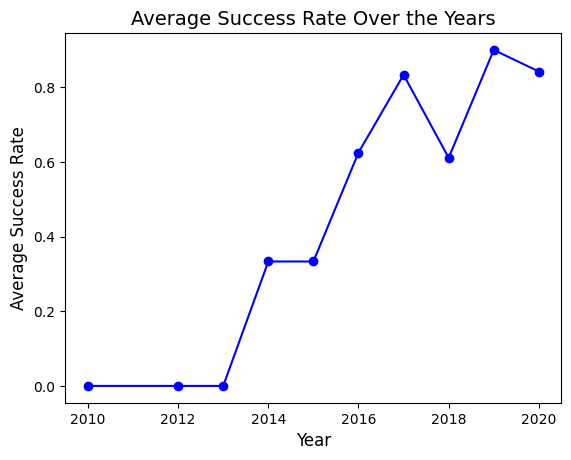 Average Success Rate Over the Years
Average Success Rate
0.8
0.6
0.4
0.2
0.0
2010 2012 2014 2016 2018 2020
Year